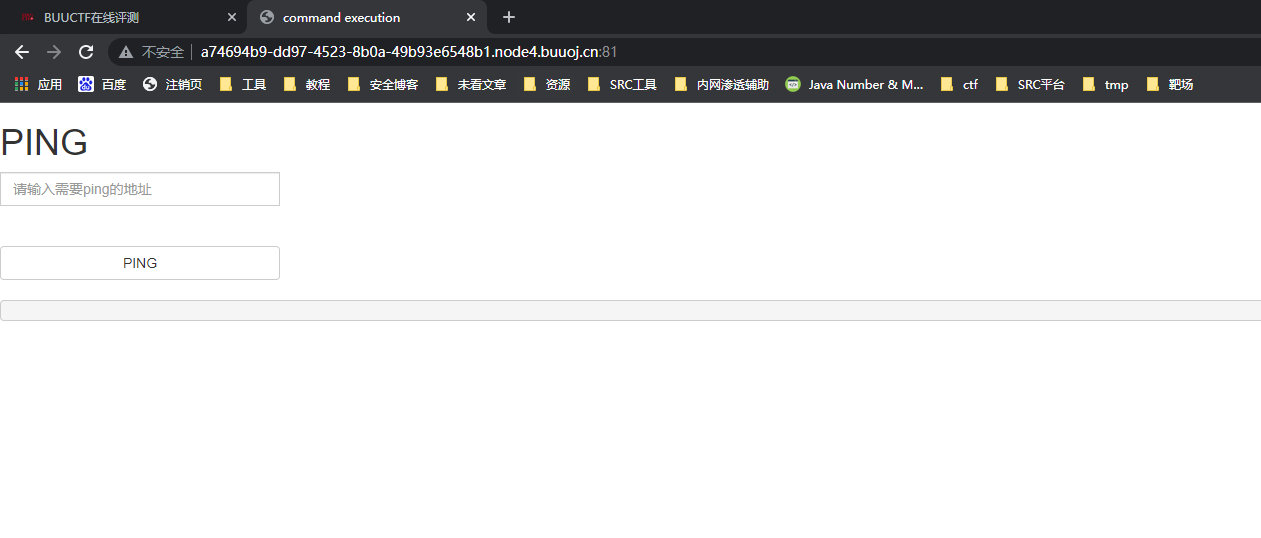 BUUCTF在线评测
command execution
不安全 a74694b9-dd97-4523-8b0a-49b93e6548b1.node4.buuoj.cn:81
应用 百度 注销页 工具 教程 安全博客 未看文章 资源 SRC工具 内网渗透辅助 Java Number & M... ctf SRC平台 tmp 靶场
PING
请输入需要ping的地址
PING